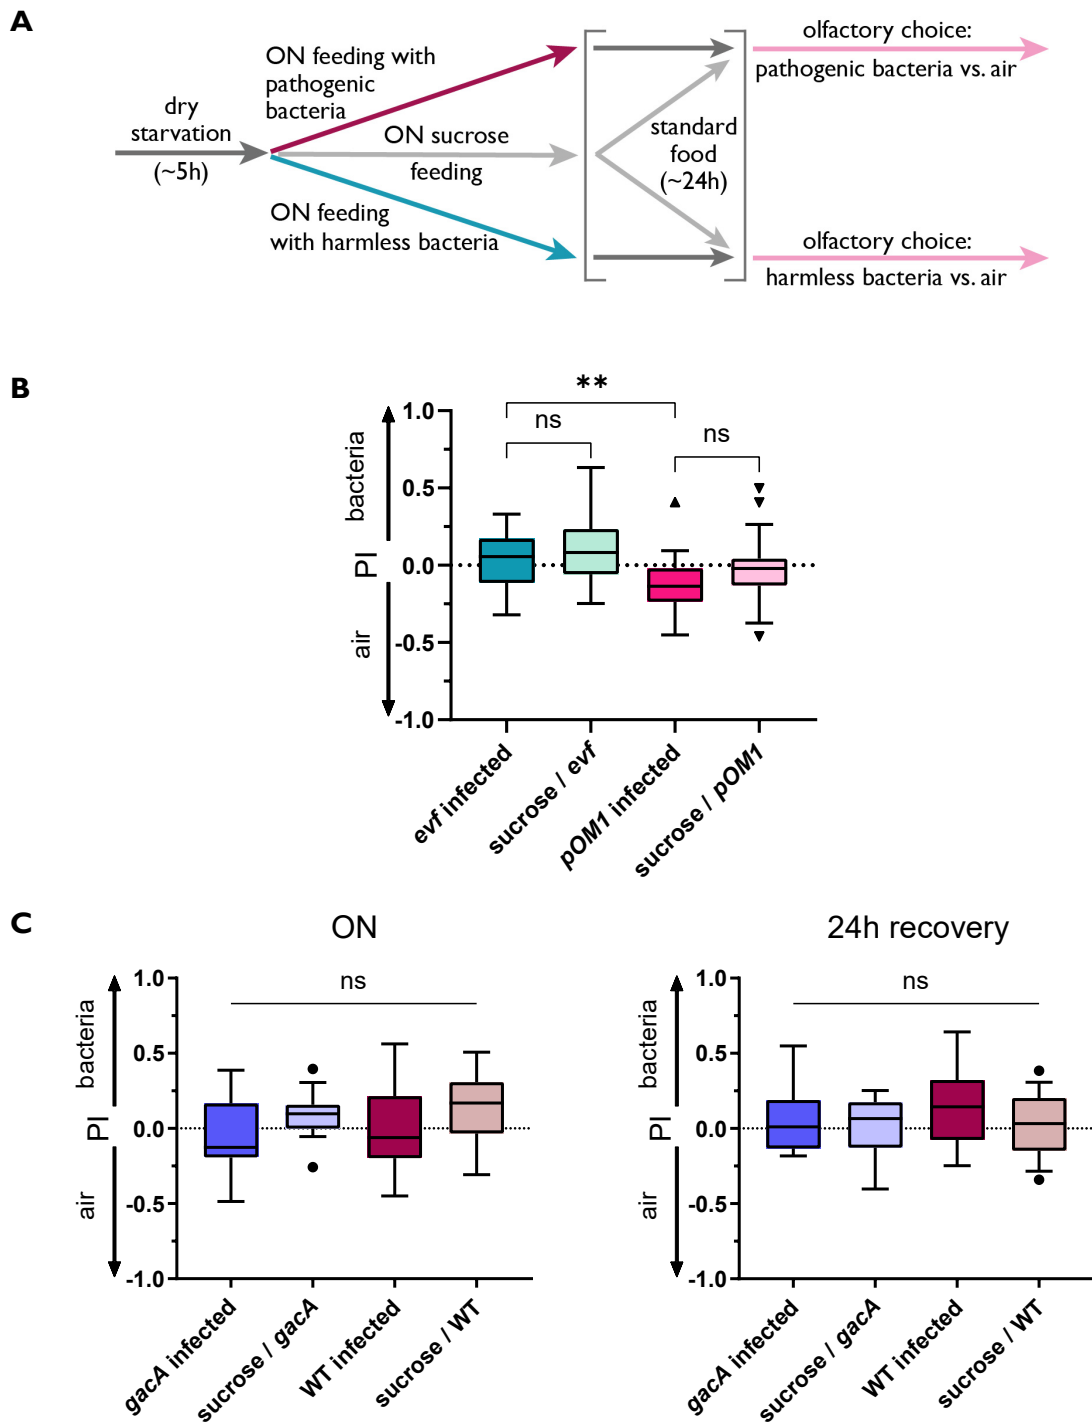 A
ON feeding with
pathogenic
bacteria
dry
starvation
(~5h)
ON sucrose
feeding
ON feeding
with harmless bacteria
standard
food
(~24h)
olfactory choice:
pathogenic bacteria vs. air
olfactory choice:
harmless bacteria vs. air
B
**
ns
ns
bacteria
PI
air
1.0
0.5
0.0
-0.5
-1.0
evf infected
sucrose / evf
pOM1 infected
sucrose / pOM1
C
ON
ns
bacteria
PI
air
1.0
0.5
0.0
-0.5
-1.0
gacA infected
sucrose / gacA
WT infected
sucrose / WT
24h recovery
ns
bacteria
PI
air
1.0
0.5
0.0
-0.5
-1.0
gacA infected
sucrose / gacA
WT infected
sucrose / WT